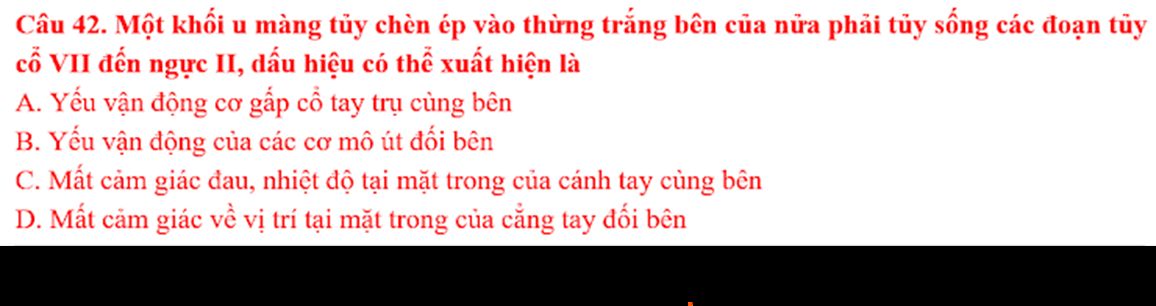 Câu 42. Một khối u màng tủy chèn ép vào thừng trắng bên của nửa phải tủy sống các đoạn tủy
cổ VII đến ngực II, dấu hiệu có thể xuất hiện là
A. Yếu vận động cơ gấp cổ tay trụ cùng bên
B. Yếu vận động của các cơ mô út đối bên
C. Mất cảm giác đau, nhiệt độ tại mặt trong của cánh tay cùng bên
D. Mất cảm giác về vị trí tại mặt trong của cẳng tay đối bên